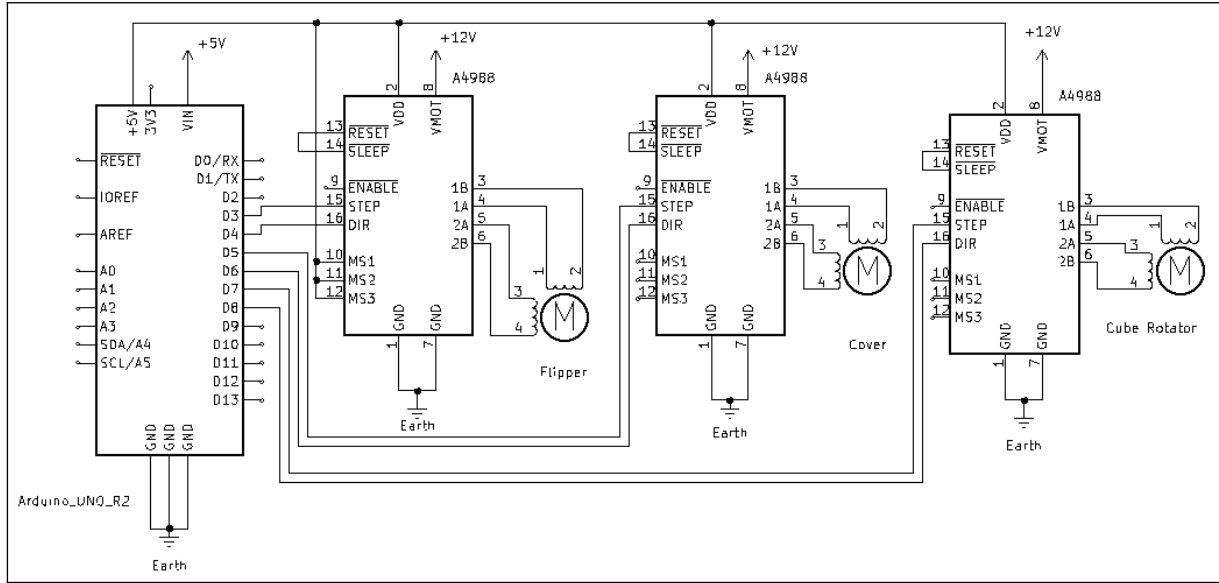 +5V
+5V
3V3
VIN
RESET
IOREF
AREF
A0
A1
A2
A3
SDA/A4
SCL/A5
D0/RX
D1/TX
D2
D3
D4
D5
D6
D7
D8
D9
D10
D11
D12
D13
GND
GND
GND
Arduino_UNO_R2
Earth
+12V
A4988
2
8
VDD
VMOT
13 RESET
14 SLEEP
9 ENABLE
15 STEP
16 DIR
10 MS1
11 MS2
12 MS3
1B 3
1A 4
2A 5
2B 6
GND
GND
1
7
1
2
3
4
M
Flipper
Earth
+12V
A4988
2
8
VDD
VMOT
13 RESET
14 SLEEP
9 ENABLE
15 STEP
16 DIR
10 MS1
11 MS2
12 MS3
1B 3
1A 4
2A 5
2B 6
GND
GND
1
7
1
2
3
4
M
Cover
Earth
+12V
A4988
2
8
VDD
VMOT
13 RESET
14 SLEEP
9 ENABLE
15 STEP
16 DIR
10 MS1
11 MS2
12 MS3
1B 3
1A 4
2A 5
2B 6
GND
GND
1
7
1
2
3
4
M
Cube Rotator
Earth